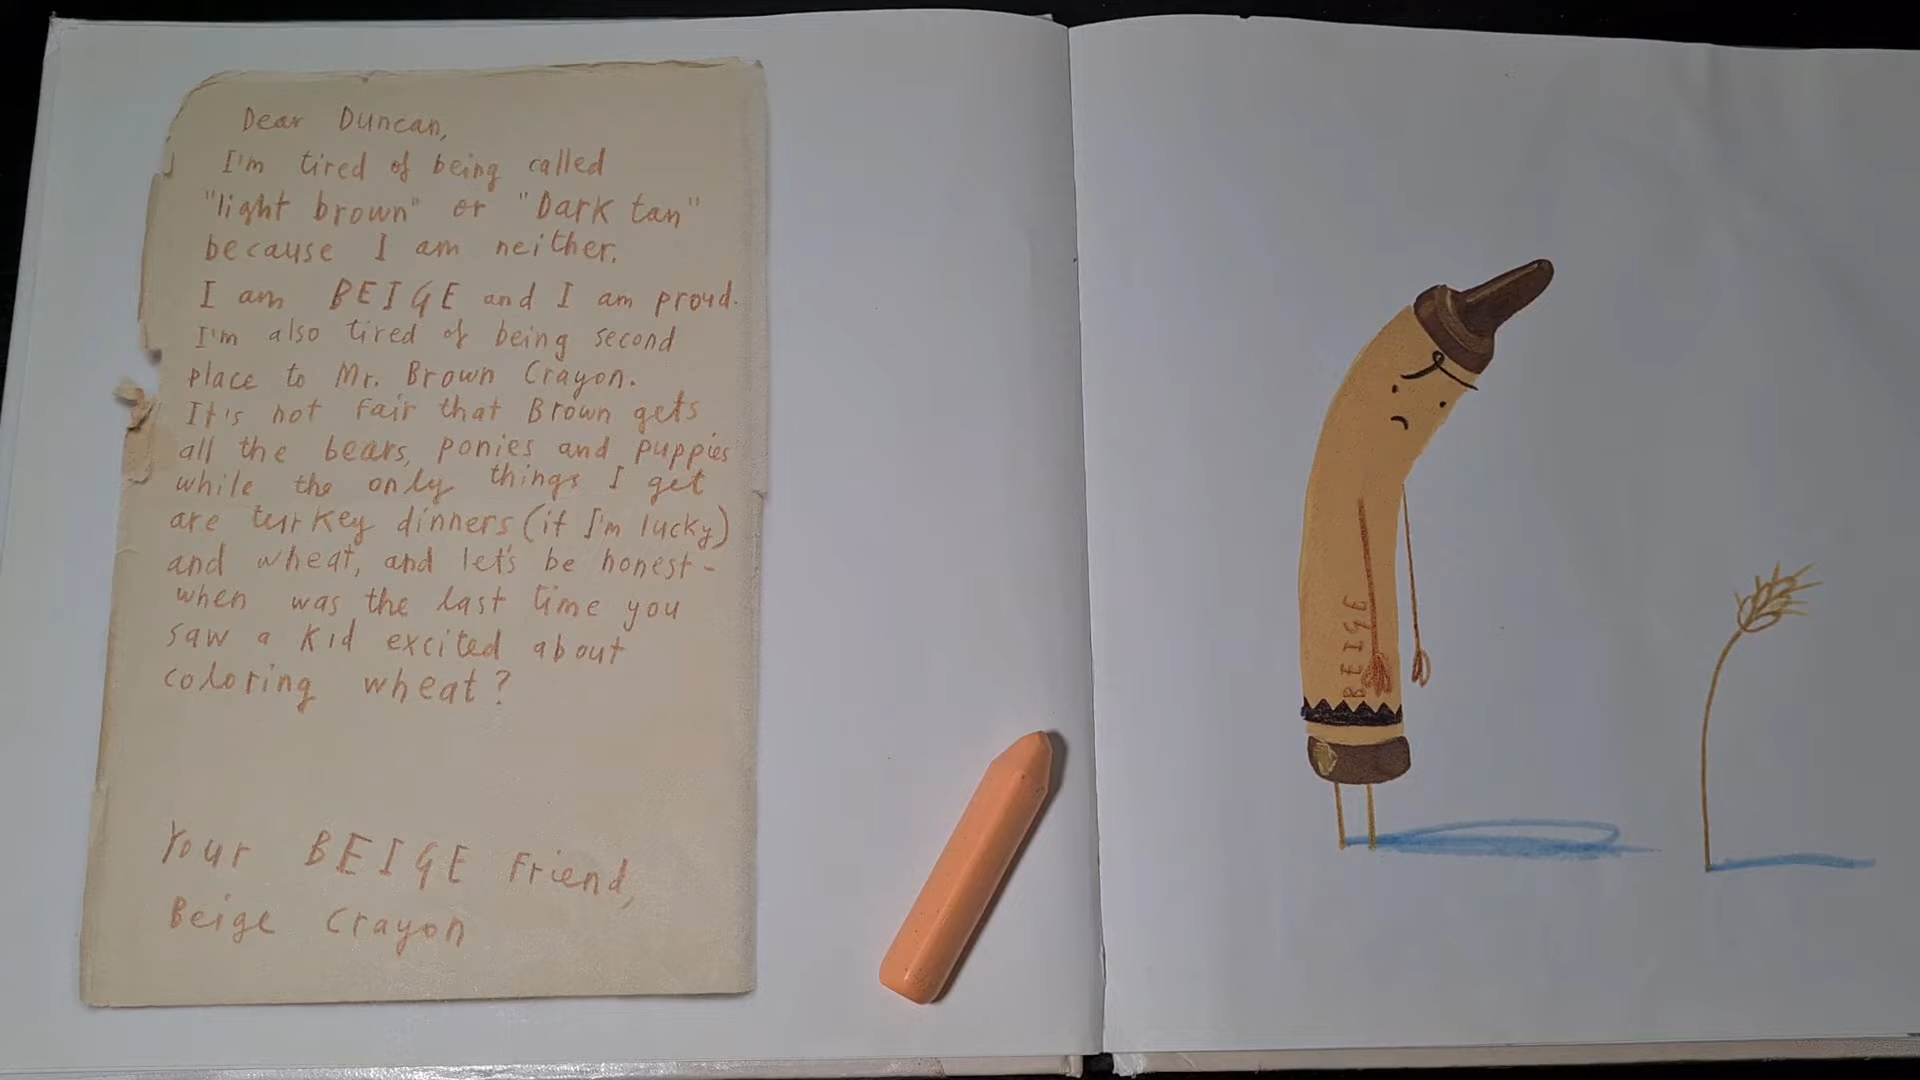 Dear Duncan,
I'm tired of being called
"light brown" or "Dark tan"
because I am neither.
I am BEIGE and I am proud.
I'm also tired of being second
place to Mr. Brown Crayon.
It's not fair that Brown gets
all the bears, ponies and puppies
while the only things I get
are turkey dinners (if I'm lucky)
and wheat, and let's be honest-
when was the last time you
saw a kid excited about
coloring wheat?
Your BEIGE friend,
Beige Crayon
BEIGE